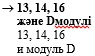 → 13, 14, 16
және Dмодулі
13, 14, 16
и модуль D